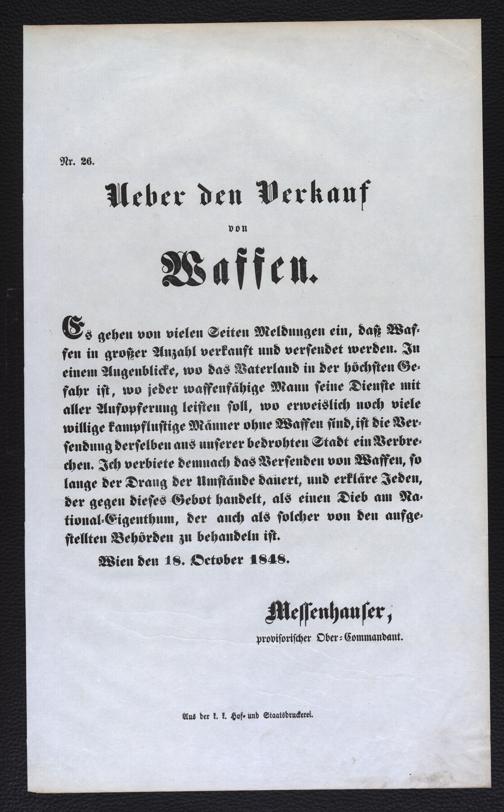 Nr. 26.
Ueber den Verkauf
von
Waffen.
Es gehen von vielen Seiten Meldungen ein, daß Waf-
fen in großer Anzahl verkauft und versendet werden. In
einem Augenblicke, wo das Vaterland in der höchsten Ge-
fahr ist, wo jeder waffenfähige Mann seine Dienste mit
aller Aufopferung leisten soll, wo erweislich noch viele
willige kampflustige Männer ohne Waffen sind, ist die Ver-
sendung derselben aus unserer bedrohten Stadt ein Verbre-
chen. Ich verbiete demnach das Versenden von Waffen, so
lange der Drang der Umstände dauert, und erkläre Jeden,
der gegen dieses Gebot handelt, als einen Dieb am Na-
tional-Eigenthum, der auch als solcher von den aufge-
stellten Behörden zu behandeln ist.
Wien den 18. October 1848.
Messenhauser,
provisorischer Ober-Commandant.
Aus der k. k. Hof- und Staatsdruckerei.